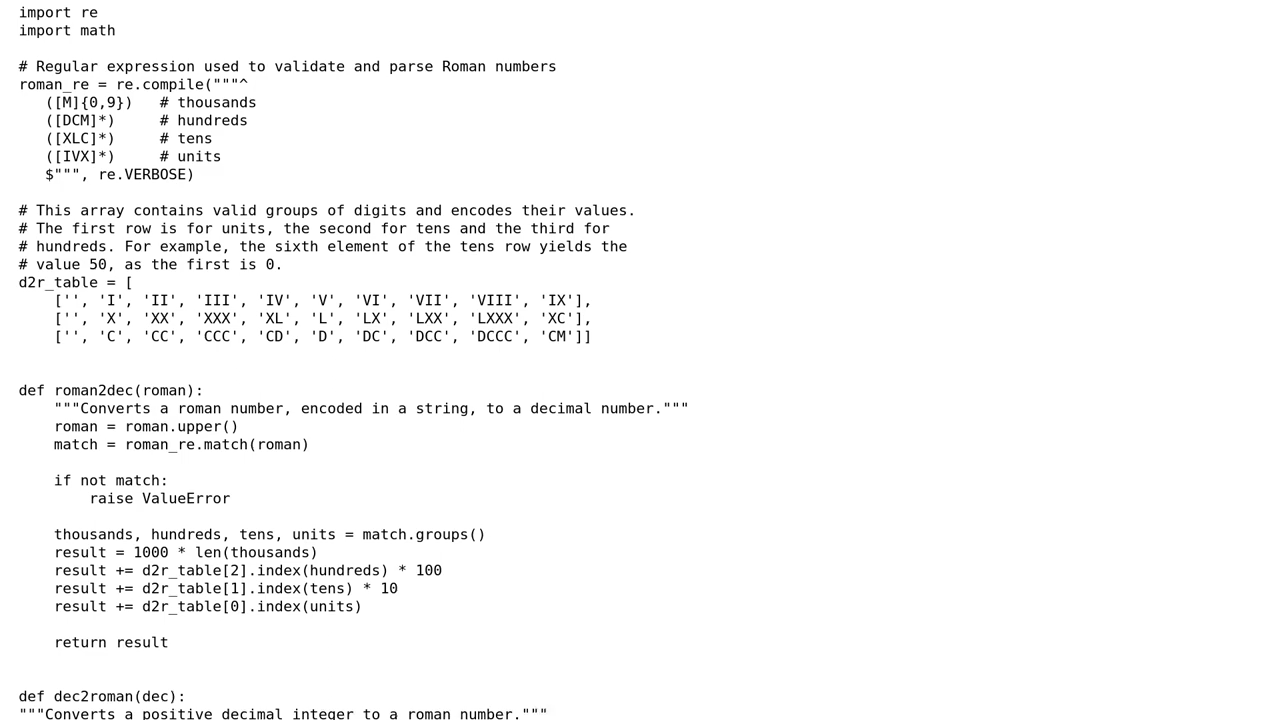 import re
import math

# Regular expression used to validate and parse Roman numbers
roman_re = re.compile("""^
   ([M]{0,9})   # thousands
   ([DCM]*)     # hundreds
   ([XLC]*)     # tens
   ([IVX]*)     # units
   $""", re.VERBOSE)

# This array contains valid groups of digits and encodes their values.
# The first row is for units, the second for tens and the third for
# hundreds. For example, the sixth element of the tens row yields the
# value 50, as the first is 0.
d2r_table = [
    ['', 'I', 'II', 'III', 'IV', 'V', 'VI', 'VII', 'VIII', 'IX'],
    ['', 'X', 'XX', 'XXX', 'XL', 'L', 'LX', 'LXX', 'LXXX', 'XC'],
    ['', 'C', 'CC', 'CCC', 'CD', 'D', 'DC', 'DCC', 'DCCC', 'CM']]


def roman2dec(roman):
    """Converts a roman number, encoded in a string, to a decimal number."""
    roman = roman.upper()
    match = roman_re.match(roman)

    if not match:
        raise ValueError

    thousands, hundreds, tens, units = match.groups()
    result = 1000 * len(thousands)
    result += d2r_table[2].index(hundreds) * 100
    result += d2r_table[1].index(tens) * 10
    result += d2r_table[0].index(units)

    return result


def dec2roman(dec):
"""Converts a positive decimal integer to a roman number."""